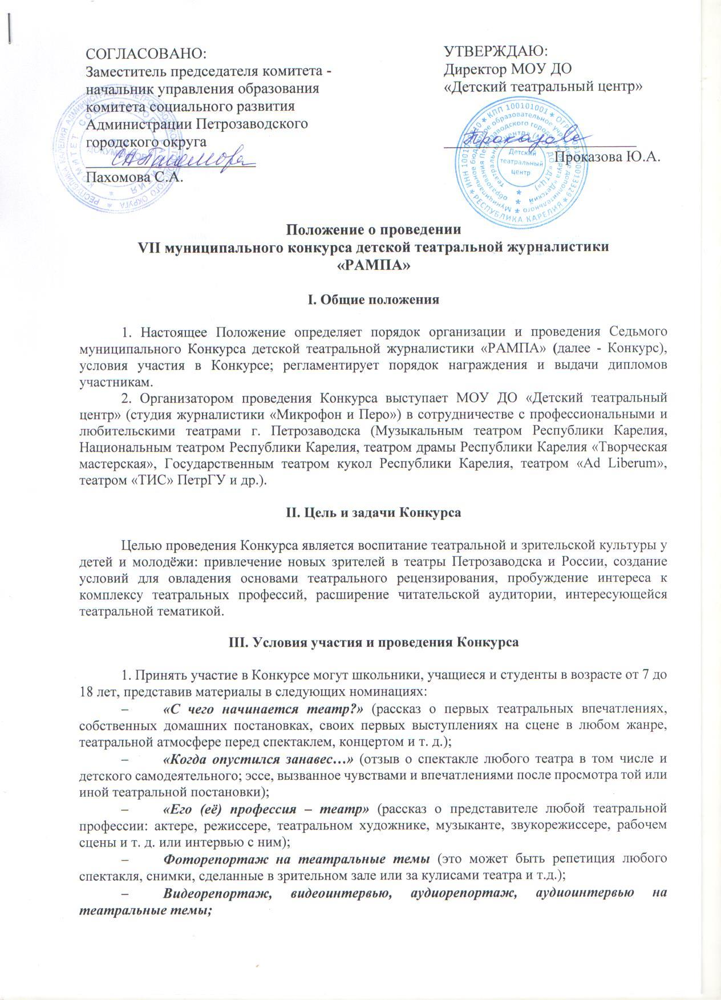 СОГЛАСОВАНО:
Заместитель председателя комитета -
начальник управления образования
комитета социального развития
Администрации Петрозаводского
городского округа
Пахомова С.А.
УТВЕРЖДАЮ:
Директор МОУ ДО
«Детский театральный центр»
Проказова Ю.А.
Детский
театральный
центр
РЕСПУБЛИКА КАРЕЛИЯ
КПП 100101001
Положение о проведении
VII муниципального конкурса детской театральной журналистики
«РАМПА»
I. Общие положения
1. Настоящее Положение определяет порядок организации и проведения Седьмого
муниципального Конкурса детской театральной журналистики «РАМПА» (далее - Конкурс),
условия участия в Конкурсе; регламентирует порядок награждения и выдачи дипломов
участникам.
2. Организатором проведения Конкурса выступает МОУ ДО «Детский театральный
центр» (студия журналистики «Микрофон и Перо») в сотрудничестве с профессиональными и
любительскими театрами г. Петрозаводска (Музыкальным театром Республики Карелия,
Национальным театром Республики Карелия, театром драмы Республики Карелия «Творческая
мастерская», Государственным театром кукол Республики Карелия, театром «Ad Liberum»,
театром «ТИС» ПетрГУ и др.).
II. Цель и задачи Конкурса
Целью проведения Конкурса является воспитание театральной и зрительской культуры у
детей и молодёжи: привлечение новых зрителей в театры Петрозаводска и России, создание
условий для овладения основами театрального рецензирования, пробуждение интереса к
комплексу театральных профессий, расширение читательской аудитории, интересующейся
театральной тематикой.
III. Условия участия и проведения Конкурса
1. Принять участие в Конкурсе могут школьники, учащиеся и студенты в возрасте от 7 до
18 лет, представив материалы в следующих номинациях:
– «С чего начинается театр?» (рассказ о первых театральных впечатлениях,
собственных домашних постановках, своих первых выступлениях на сцене в любом жанре,
театральной атмосфере перед спектаклем, концертом и т. д.);
– «Когда опустился занавес…» (отзыв о спектакле любого театра в том числе и
детского самодеятельного; эссе, вызванное чувствами и впечатлениями после просмотра той или
иной театральной постановки);
– «Его (её) профессия – театр» (рассказ о представителе любой театральной
профессии: актере, режиссере, театральном художнике, музыканте, звукорежиссере, рабочем
сцены и т. д. или интервью с ним);
– Фоторепортаж на театральные темы (это может быть репетиция любого
спектакля, снимки, сделанные в зрительном зале или за кулисами театра и т.д.);
– Видеорепортаж, видеоинтервью, аудиорепортаж, аудиоинтервью на
театральные темы;